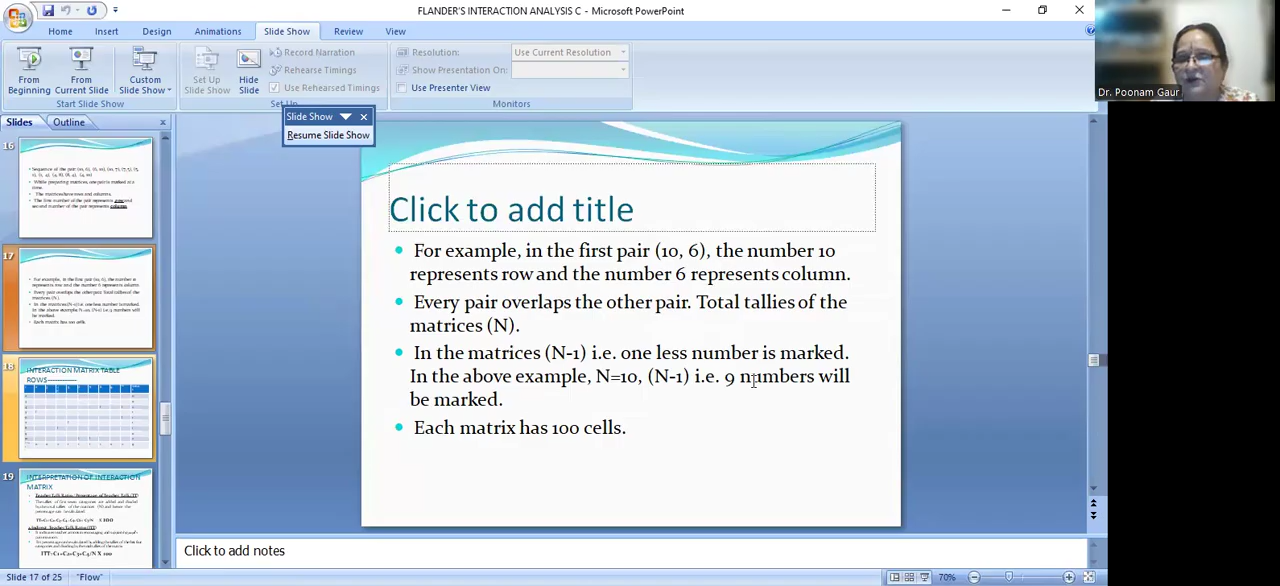 FLANDER'S INTERACTION ANALYSIS C - Microsoft PowerPoint
Home Insert Design Animations Slide Show Review View
From Beginning
From Current Slide
Custom Slide Show
Start Slide Show
Set Up Slide Show
Hide Slide
Record Narration
Rehearse Timings
Use Rehearsed Timings
Set Up
Resolution: Use Current Resolution
Show Presentation On:
Use Presenter View
Monitors
Dr. Poonam Gaur
Slide Show
Resume Slide Show
Slides Outline
16
17
18
INTERACTION MATRIX TABLE
ROWS
19
INTERPRETATION OF INTERACTION
MATRIX
Click to add title
For example, in the first pair (10, 6), the number 10
represents row and the number 6 represents column.
Every pair overlaps the other pair. Total tallies of the
matrices (N).
In the matrices (N-1) i.e. one less number is marked.
In the above example, N=10, (N-1) i.e. 9 numbers will
be marked.
Each matrix has 100 cells.
Click to add notes
Slide 17 of 25 "Flow" 70%